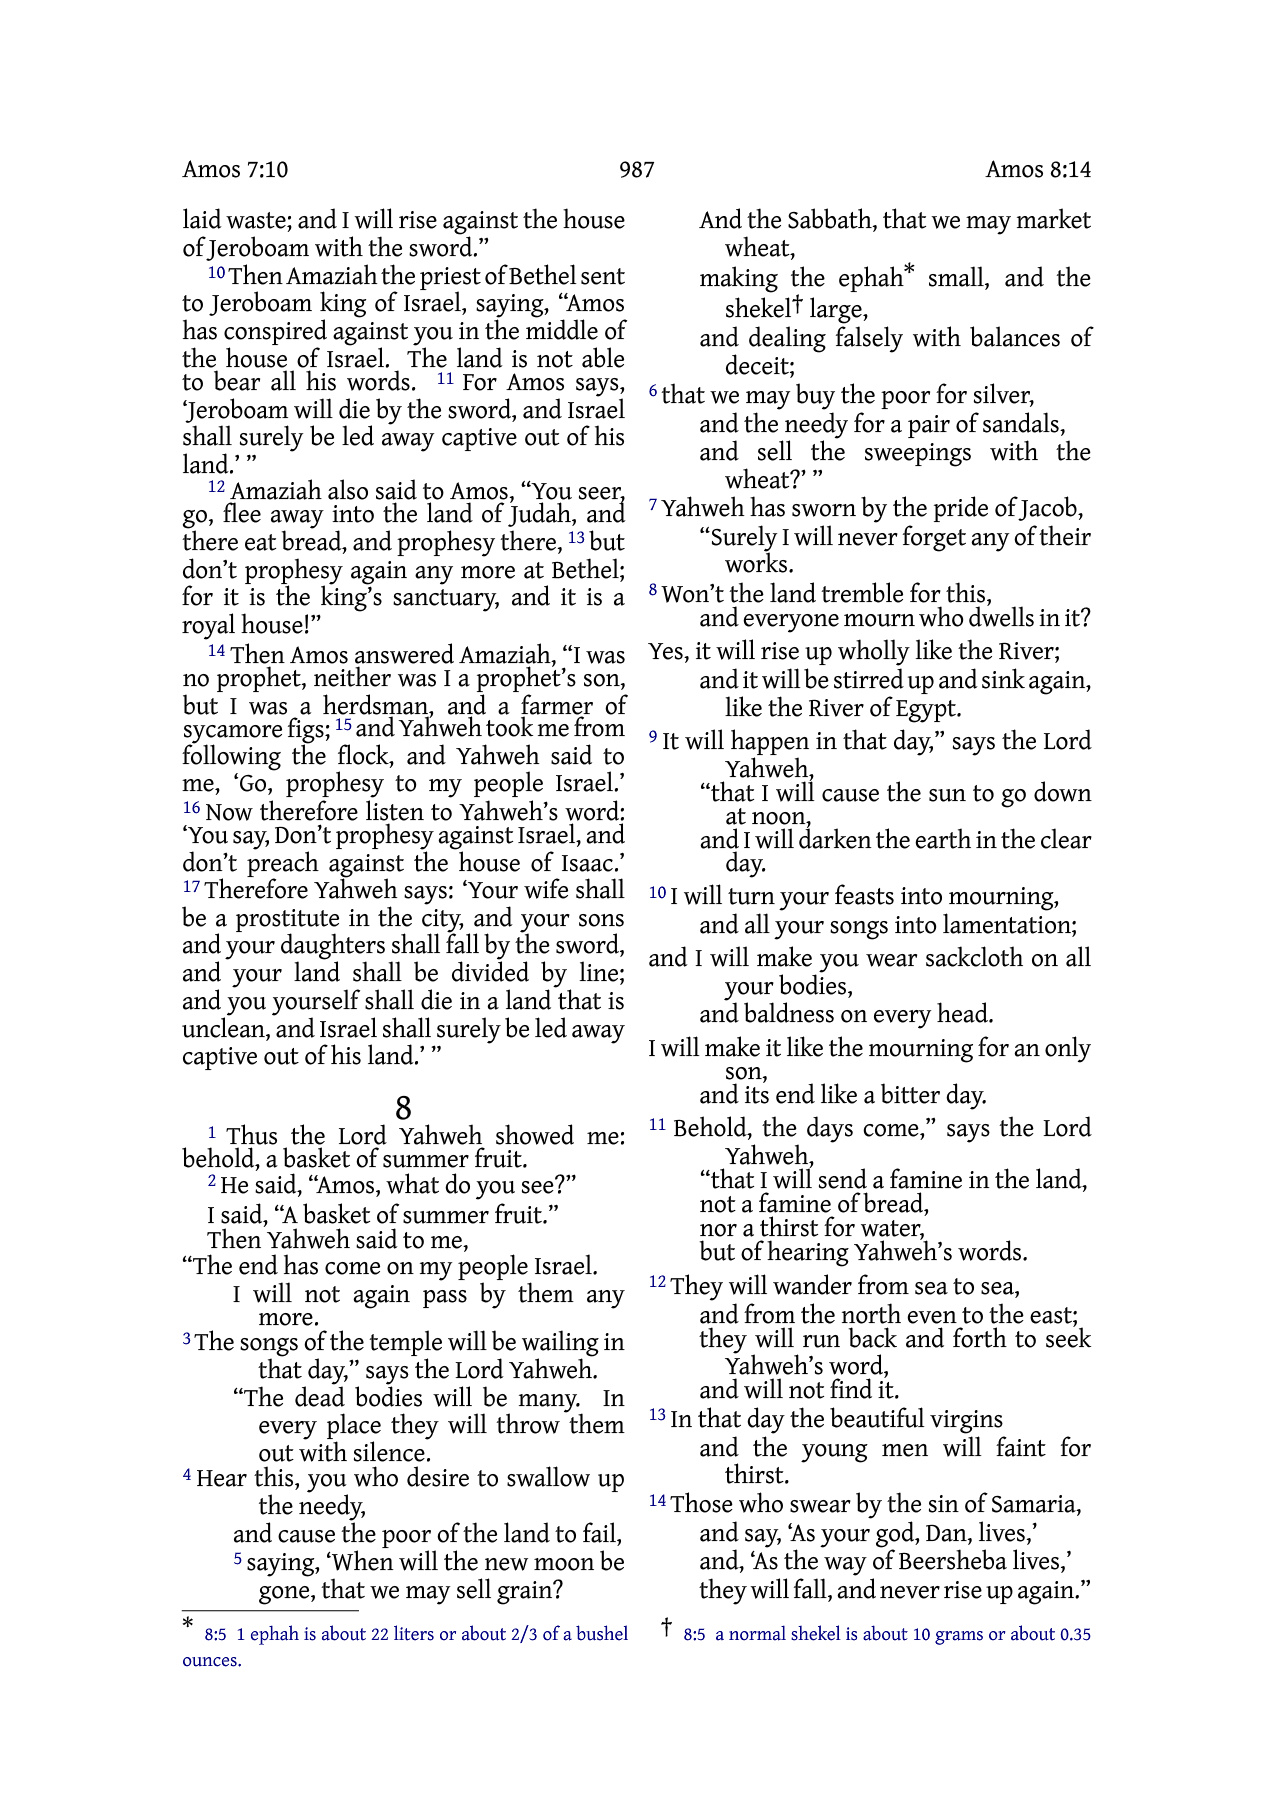 Amos 7:10 987 Amos 8:14
laid waste; and I will rise against the house
of Jeroboam with the sword.”
10 Then Amaziah the priest of Bethel sent
to Jeroboam king of Israel, saying, “Amos
has conspired against you in the middle of
the house of Israel. The land is not able
to bear all his words. 11 For Amos says,
‘Jeroboam will die by the sword, and Israel
shall surely be led away captive out of his
land.’ ”
12 Amaziah also said to Amos, “You seer,
go, flee away into the land of Judah, and
there eat bread, and prophesy there, 13 but
don’t prophesy again any more at Bethel;
for it is the king’s sanctuary, and it is a
royal house!”
14 Then Amos answered Amaziah, “I was
no prophet, neither was I a prophet’s son,
but I was a herdsman, and a farmer of
sycamore figs; 15 and Yahweh took me from
following the flock, and Yahweh said to
me, ‘Go, prophesy to my people Israel.’
16 Now therefore listen to Yahweh’s word:
‘You say, Don’t prophesy against Israel, and
don’t preach against the house of Isaac.’
17 Therefore Yahweh says: ‘Your wife shall
be a prostitute in the city, and your sons
and your daughters shall fall by the sword,
and your land shall be divided by line;
and you yourself shall die in a land that is
unclean, and Israel shall surely be led away
captive out of his land.’ ”
8
1 Thus the Lord Yahweh showed me:
behold, a basket of summer fruit.
2 He said, “Amos, what do you see?”
I said, “A basket of summer fruit.”
Then Yahweh said to me,
“The end has come on my people Israel.
I will not again pass by them any
more.
3 The songs of the temple will be wailing in
that day,” says the Lord Yahweh.
“The dead bodies will be many. In
every place they will throw them
out with silence.
4 Hear this, you who desire to swallow up
the needy,
and cause the poor of the land to fail,
5 saying, ‘When will the new moon be
gone, that we may sell grain?
And the Sabbath, that we may market
wheat,
making the ephah* small, and the
shekel† large,
and dealing falsely with balances of
deceit;
6 that we may buy the poor for silver,
and the needy for a pair of sandals,
and sell the sweepings with the
wheat?’ ”
7 Yahweh has sworn by the pride of Jacob,
“Surely I will never forget any of their
works.
8 Won’t the land tremble for this,
and everyone mourn who dwells in it?
Yes, it will rise up wholly like the River;
and it will be stirred up and sink again,
like the River of Egypt.
9 It will happen in that day,” says the Lord
Yahweh,
“that I will cause the sun to go down
at noon,
and I will darken the earth in the clear
day.
10 I will turn your feasts into mourning,
and all your songs into lamentation;
and I will make you wear sackcloth on all
your bodies,
and baldness on every head.
I will make it like the mourning for an only
son,
and its end like a bitter day.
11 Behold, the days come,” says the Lord
Yahweh,
“that I will send a famine in the land,
not a famine of bread,
nor a thirst for water,
but of hearing Yahweh’s words.
12 They will wander from sea to sea,
and from the north even to the east;
they will run back and forth to seek
Yahweh’s word,
and will not find it.
13 In that day the beautiful virgins
and the young men will faint for
thirst.
14 Those who swear by the sin of Samaria,
and say, ‘As your god, Dan, lives,’
and, ‘As the way of Beersheba lives,’
they will fall, and never rise up again.”
* 8:5 1 ephah is about 22 liters or about 2/3 of a bushel † 8:5 a normal shekel is about 10 grams or about 0.35
ounces.